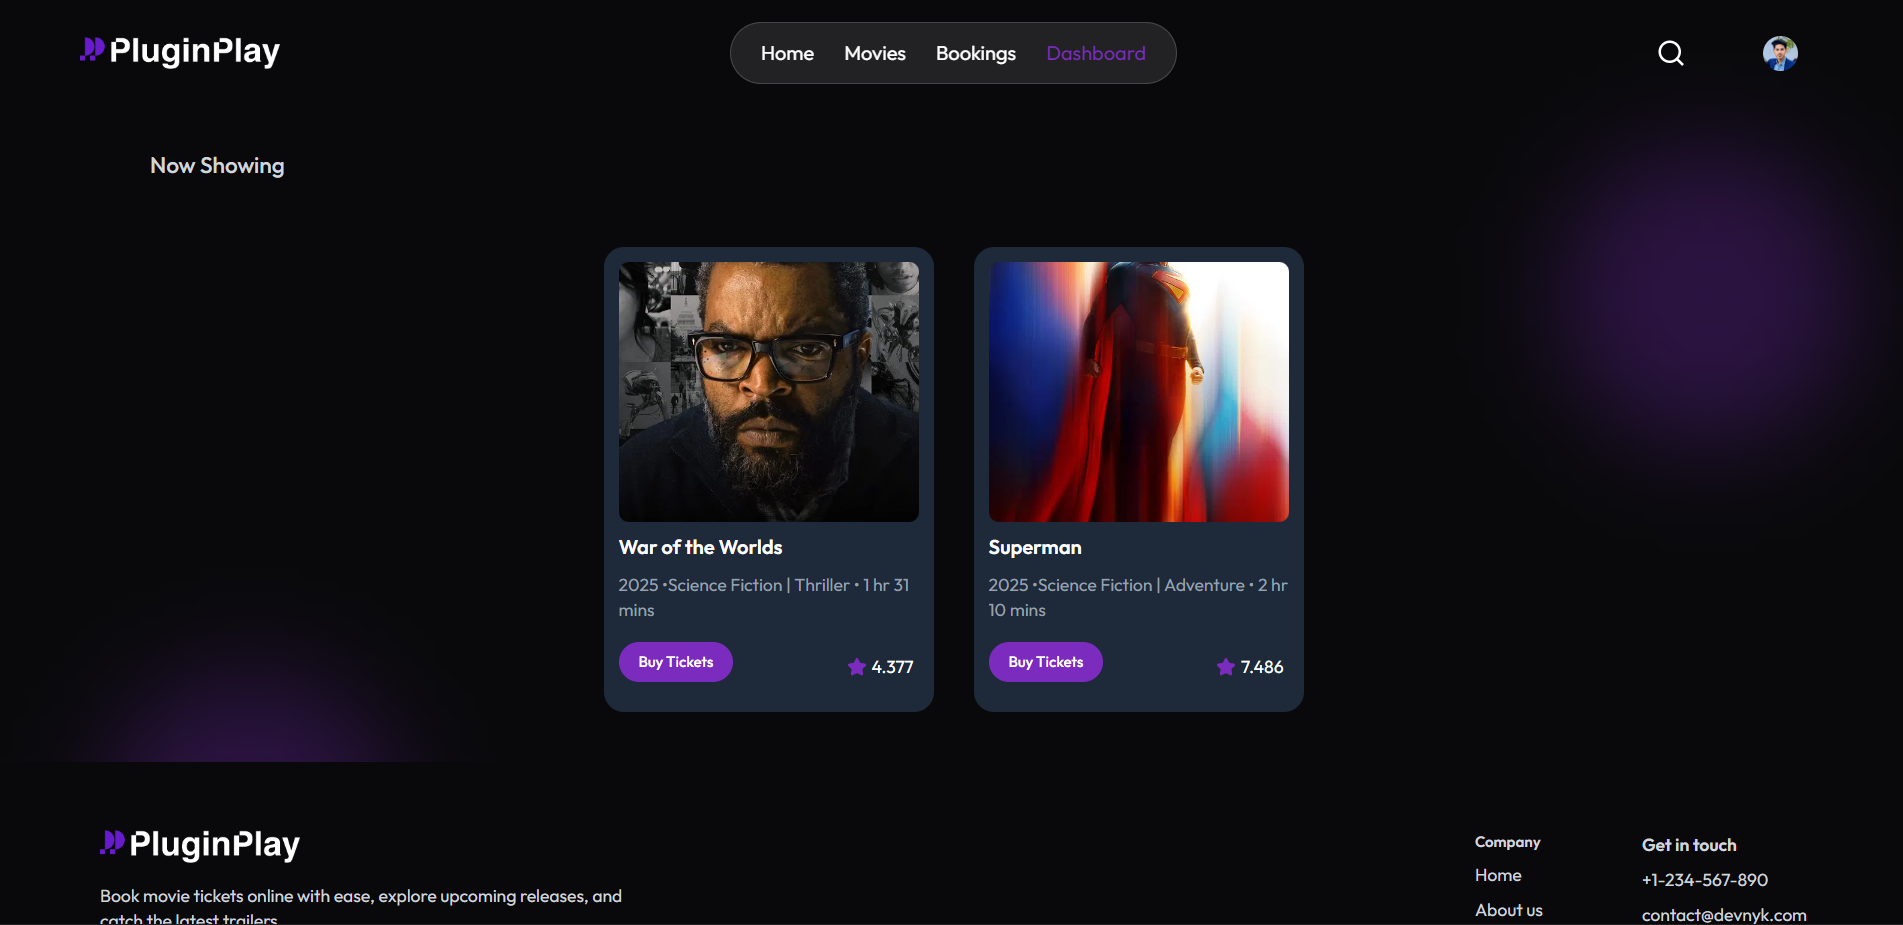 PluginPlay
Home Movies Bookings Dashboard
Now Showing
War of the Worlds
2025 •Science Fiction | Thriller • 1 hr 31
mins
Buy Tickets
4.377
Superman
2025 •Science Fiction | Adventure • 2 hr
10 mins
Buy Tickets
7.486
PluginPlay
Book movie tickets online with ease, explore upcoming releases, and
catch the latest trailers
Company
Home
About us
Get in touch
+1-234-567-890
contact@devnyk.com